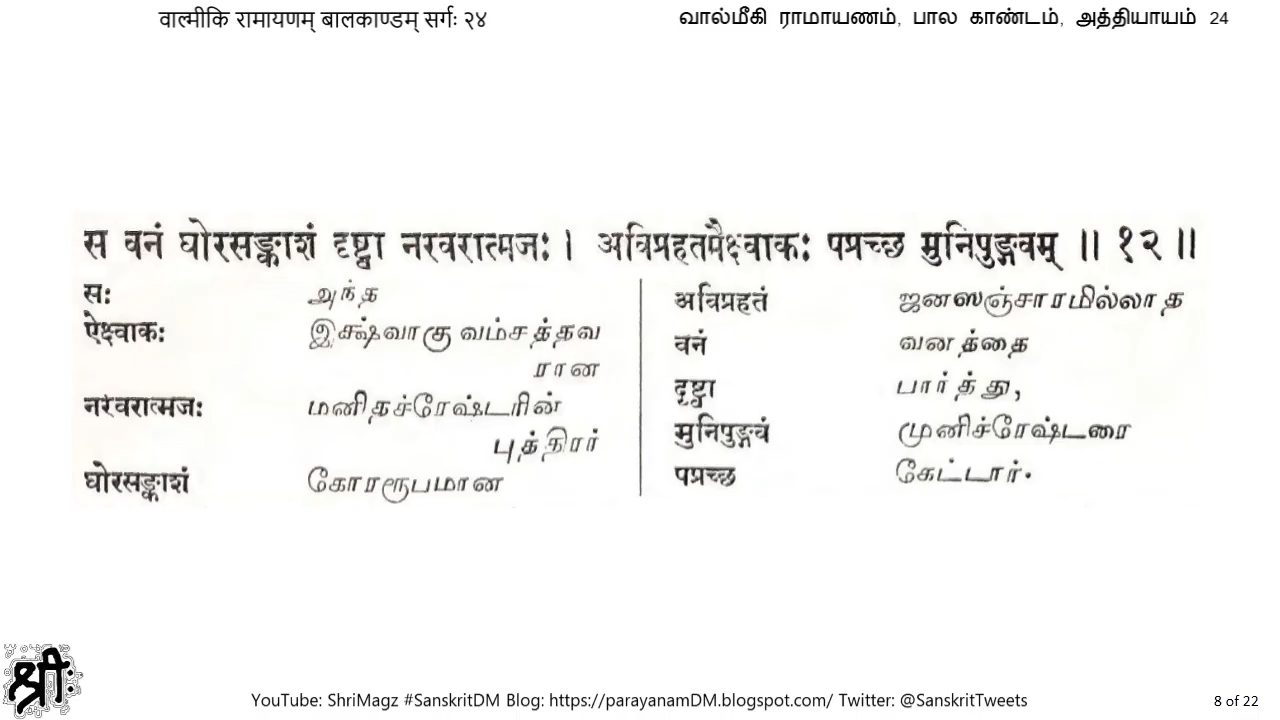 वाल्मीकि रामायणम् बालकाण्डम् सर्गः २४
வால்மீகி ராமாயணம், பால காண்டம், அத்தியாயம் 24
स वनं घोरसङ्काशं दृष्ट्वा नरवरात्मजः । अविप्रहतमैक्ष्वाकः पप्रच्छ मुनिपुङ्गवम् ॥ १२ ॥
सः அந்த
ऐक्ष्वाकः இக்ஷ்வாகு வம்சத்தவ
ரான
नरवरात्मजः மனிதச்ரேஷ்டரின்
புத்திரர்
घोरसङ्काशं கோரரூபமான
अविप्रहतं ஜனஸஞ்சாரமில்லாத
वनं வனத்தை
दृष्ट्वा பார்த்து,
मुनिपुङ्गवं முனிச்ரேஷ்டரை
पप्रच्छ கேட்டார்.
श्रीः
YouTube: ShriMagz #SanskritDM Blog: https://parayanamDM.blogspot.com/ Twitter: @SanskritTweets
8 of 22